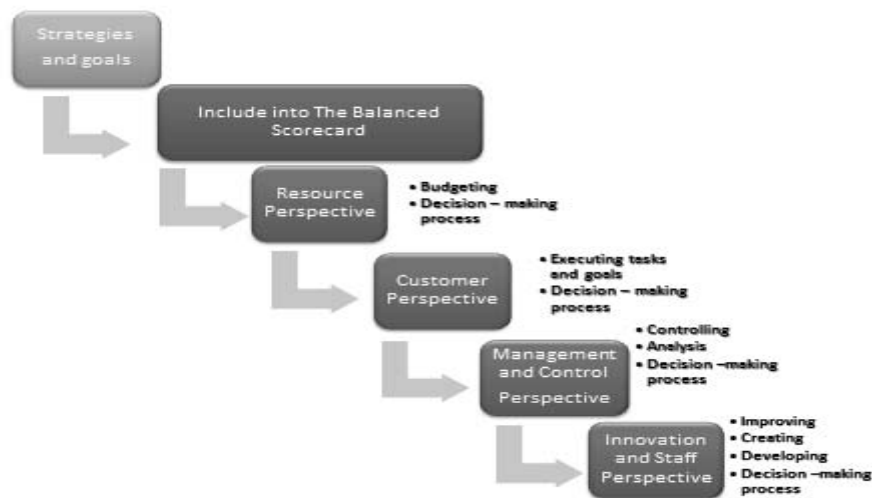 Strategies
and goals
Include into The Balanced
Scorecard
Resource
Perspective
• Budgeting
• Decision – making
process
Customer
Perspective
• Executing tasks
and goals
• Decision – making
process
Management
and Control
Perspective
• Controlling
• Analysis
• Decision –making
process
Innovation
and Staff
Perspective
• Improving
• Creating
• Developing
• Decision –making
process